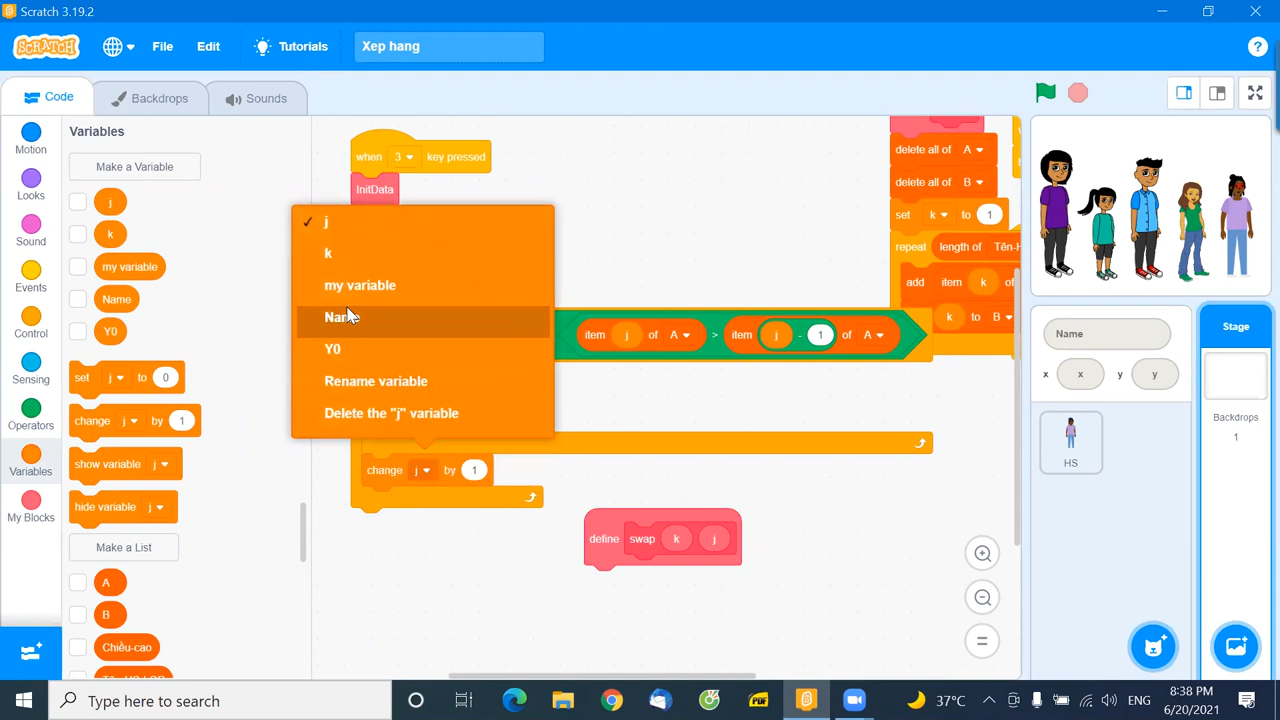 Scratch 3.19.2
SCRATCH
File
Edit
Tutorials
Xep hang
?
Code
Backdrops
Sounds
Motion
Looks
Sound
Events
Control
Sensing
Operators
Variables
My Blocks
Variables
Make a Variable
j
k
my variable
Name
Y0
set j to 0
change j by 1
show variable j
hide variable j
Make a List
A
B
Chiều-cao
when 3 key pressed
InitData
✓ j
k
my variable
Y0
Rename variable
Delete the "j" variable
item j of A > item j - 1 of A
change j by 1
define swap k j
delete all of A
delete all of B
set k to 1
repeat length of
add item k of
k to B
Name
x x y y
HS
Stage
Backdrops
1
Type here to search
PDF
37°C
ENG
8:38 PM
6/20/2021